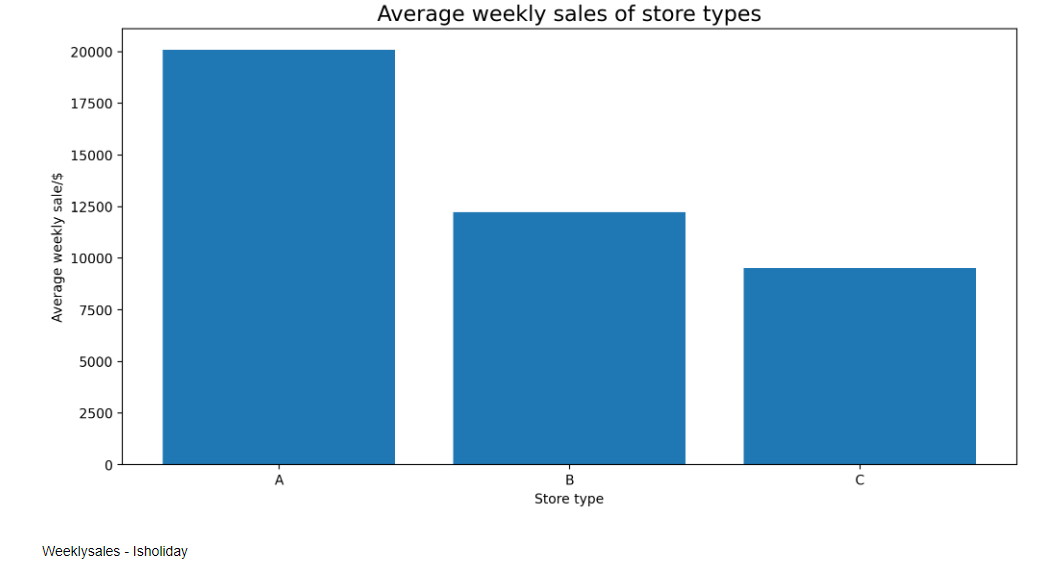 Average weekly sales of store types
20000
17500
15000
12500
10000
7500
5000
2500
0
Average weekly sale/$
A B C
Store type
Weeklysales - Isholiday